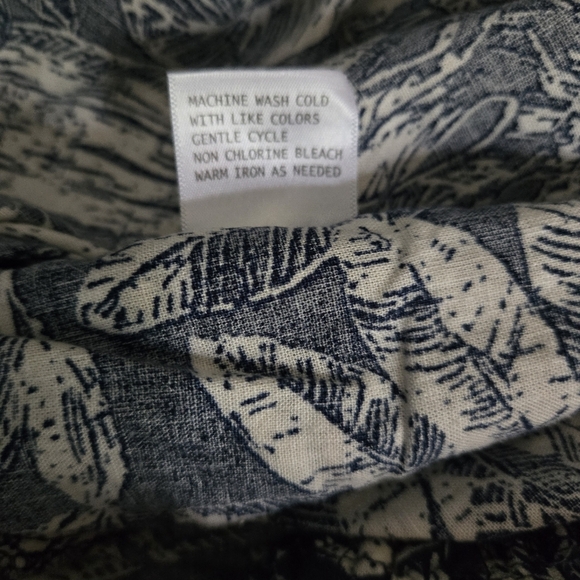 MACHINE WASH COLD
WITH LIKE COLORS
GENTLE CYCLE
NON CHLORINE BLEACH
WARM IRON AS NEEDED